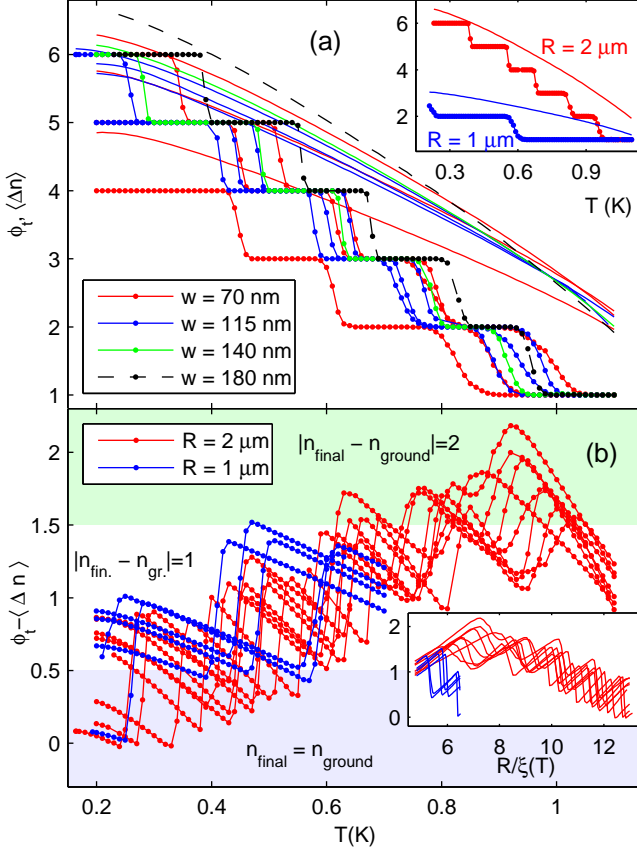 (a)
6
5
4
3
2
1
ϕt, ⟨Δn⟩
w = 70 nm
w = 115 nm
w = 140 nm
w = 180 nm
6
4
2
R = 2 μm
R = 1 μm
0.3 0.6 0.9
T (K)
(b)
R = 2 μm
R = 1 μm
|nfinal − nground|=2
|nfin. − ngr.|=1
nfinal = nground
2
1.5
1
0.5
0
ϕt−⟨Δ n⟩
2
1
0
6 8 10 12
R/ξ(T)
0.2 0.4 0.6 0.8 1
T(K)